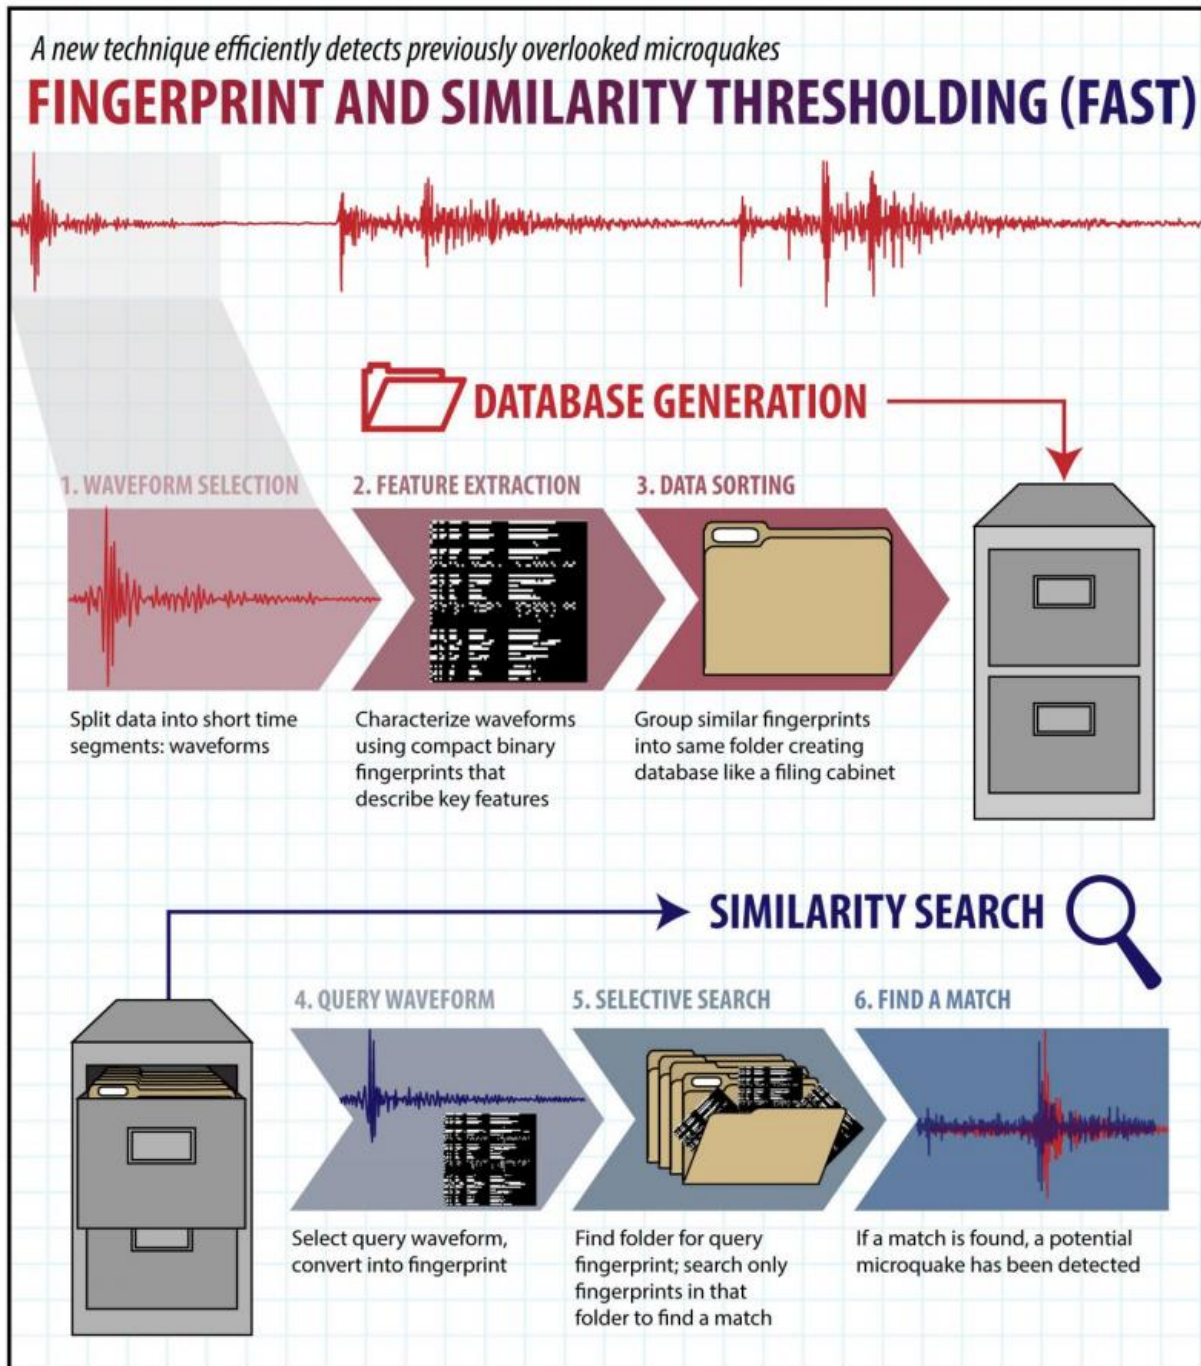 A new technique efficiently detects previously overlooked microquakes
FINGERPRINT AND SIMILARITY THRESHOLDING (FAST)
DATABASE GENERATION
1. WAVEFORM SELECTION
2. FEATURE EXTRACTION
3. DATA SORTING
Split data into short time
segments: waveforms
Characterize waveforms
using compact binary
fingerprints that
describe key features
Group similar fingerprints
into same folder creating
database like a filing cabinet
SIMILARITY SEARCH
4. QUERY WAVEFORM
5. SELECTIVE SEARCH
6. FIND A MATCH
Select query waveform,
convert into fingerprint
Find folder for query
fingerprint; search only
fingerprints in that
folder to find a match
If a match is found, a potential
microquake has been detected